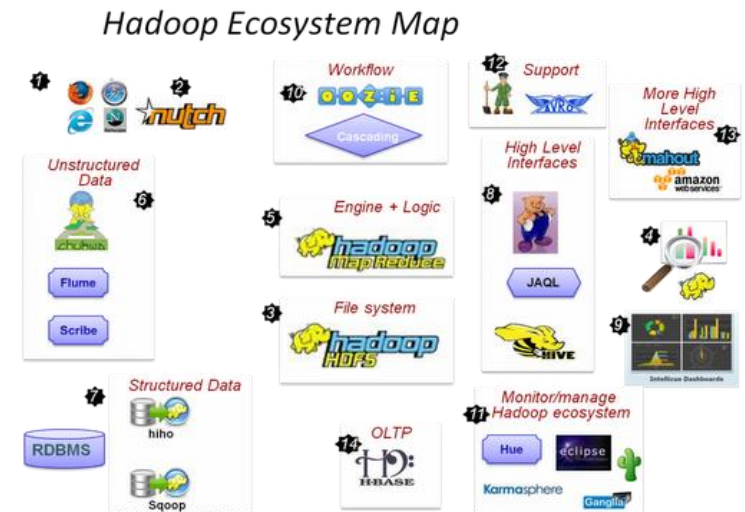 Hadoop Ecosystem Map
1
2
nutch
Workflow
10
OOZIE
Cascading
12
Support
AVRO
More High
Level
Interfaces
13
mahout
amazon
webservices
Unstructured
Data
6
chukwa
Flume
Scribe
5
Engine + Logic
hadoop
Map Reduce
3
File system
hadoop
HDFS
High Level
Interfaces
8
JAQL
HIVE
4
9
Intellicus Dashboards
7
Structured Data
RDBMS
hiho
Sqoop
14
OLTP
H-BASE
Monitor/manage
11
Hadoop ecosystem
Hue
eclipse
Karmasphere
Ganglia